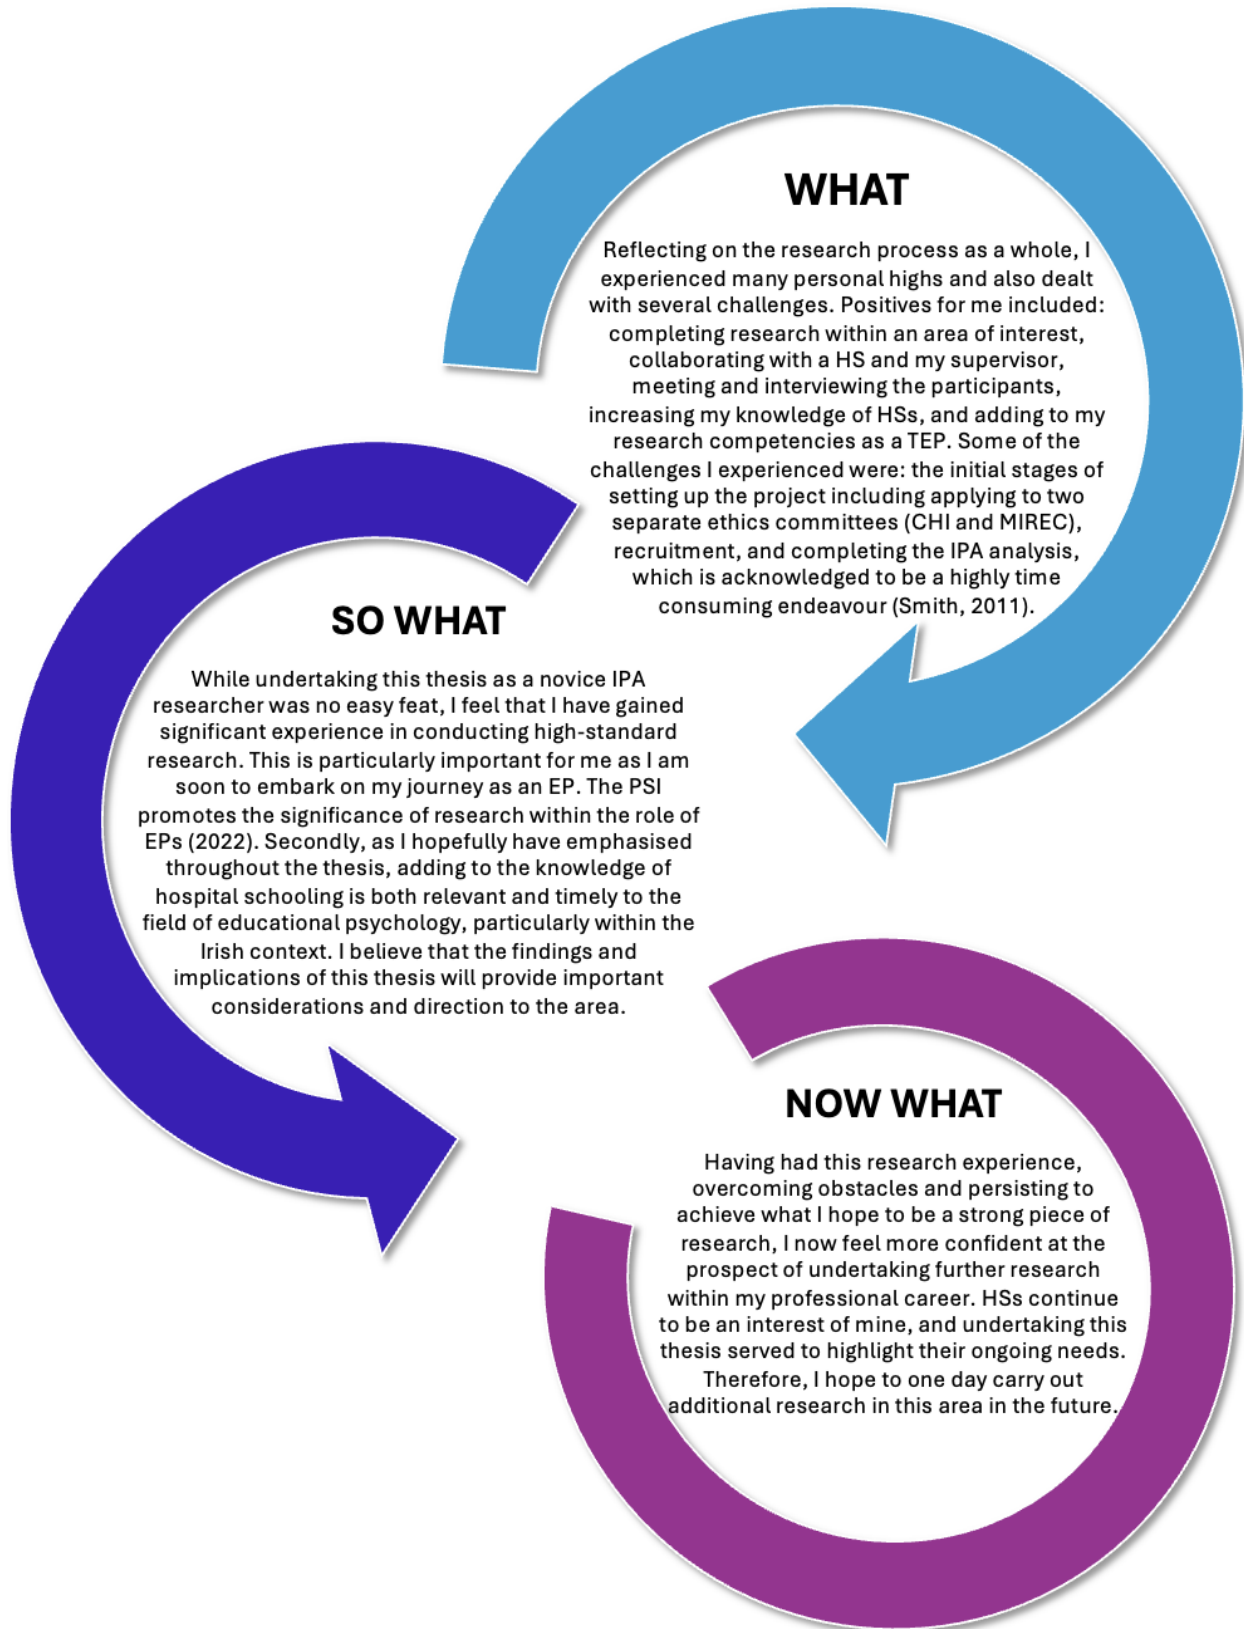 WHAT
Reflecting on the research process as a whole, I
experienced many personal highs and also dealt
with several challenges. Positives for me included:
completing research within an area of interest,
collaborating with a HS and my supervisor,
meeting and interviewing the participants,
increasing my knowledge of HSs, and adding to my
research competencies as a TEP. Some of the
challenges I experienced were: the initial stages of
setting up the project including applying to two
separate ethics committees (CHI and MIREC),
recruitment, and completing the IPA analysis,
which is acknowledged to be a highly time
consuming endeavour (Smith, 2011).
SO WHAT
While undertaking this thesis as a novice IPA
researcher was no easy feat, I feel that I have gained
significant experience in conducting high-standard
research. This is particularly important for me as I am
soon to embark on my journey as an EP. The PSI
promotes the significance of research within the role of
EPs (2022). Secondly, as I hopefully have emphasised
throughout the thesis, adding to the knowledge of
hospital schooling is both relevant and timely to the
field of educational psychology, particularly within the
Irish context. I believe that the findings and
implications of this thesis will provide important
considerations and direction to the area.
NOW WHAT
Having had this research experience,
overcoming obstacles and persisting to
achieve what I hope to be a strong piece of
research, I now feel more confident at the
prospect of undertaking further research
within my professional career. HSs continue
to be an interest of mine, and undertaking this
thesis served to highlight their ongoing needs.
Therefore, I hope to one day carry out
additional research in this area in the future.